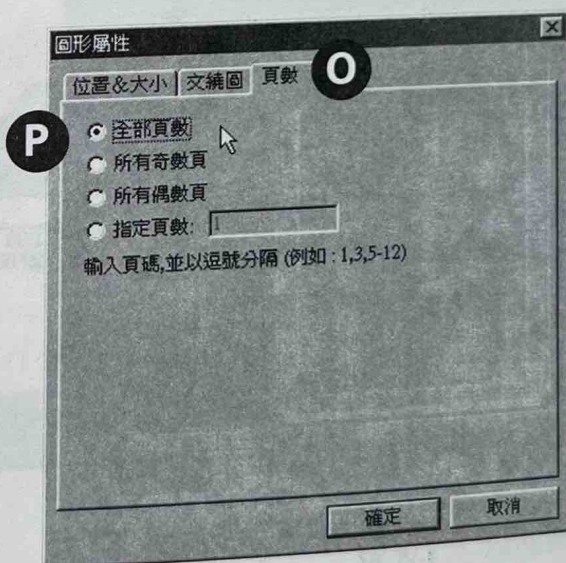 圖形屬性
位置&大小 文繞圖 頁數 O
P 全部頁數
所有奇數頁
所有偶數頁
指定頁數: 1
輸入頁碼,並以逗號分隔 (例如 : 1,3,5-12)
確定 取消